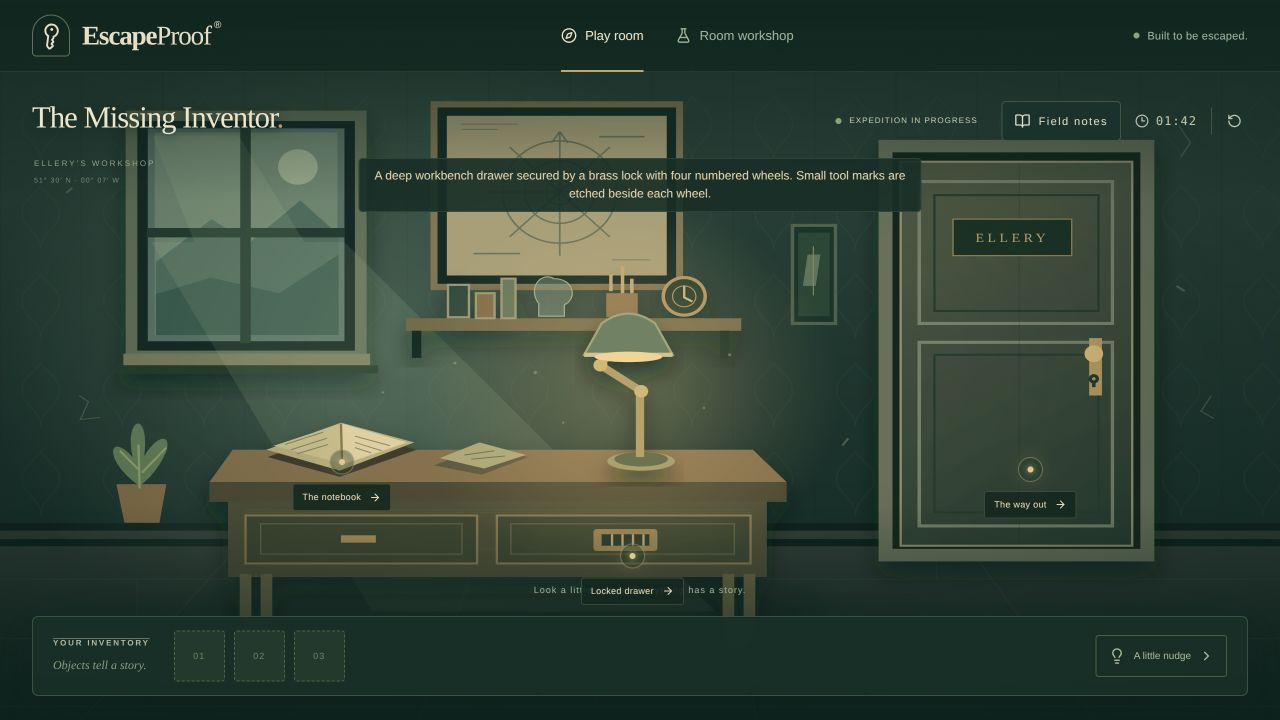 EscapeProof®
Play room
Room workshop
Built to be escaped.
The Missing Inventor.
EXPEDITION IN PROGRESS
Field notes
01:42
ELLERY'S WORKSHOP
51° 30' N · 00° 07' W
A deep workbench drawer secured by a brass lock with four numbered wheels. Small tool marks are
etched beside each wheel.
ELLERY
The notebook
The way out
Look a
has a story.
Locked drawer
YOUR INVENTORY
Objects tell a story.
01
02
03
A little nudge